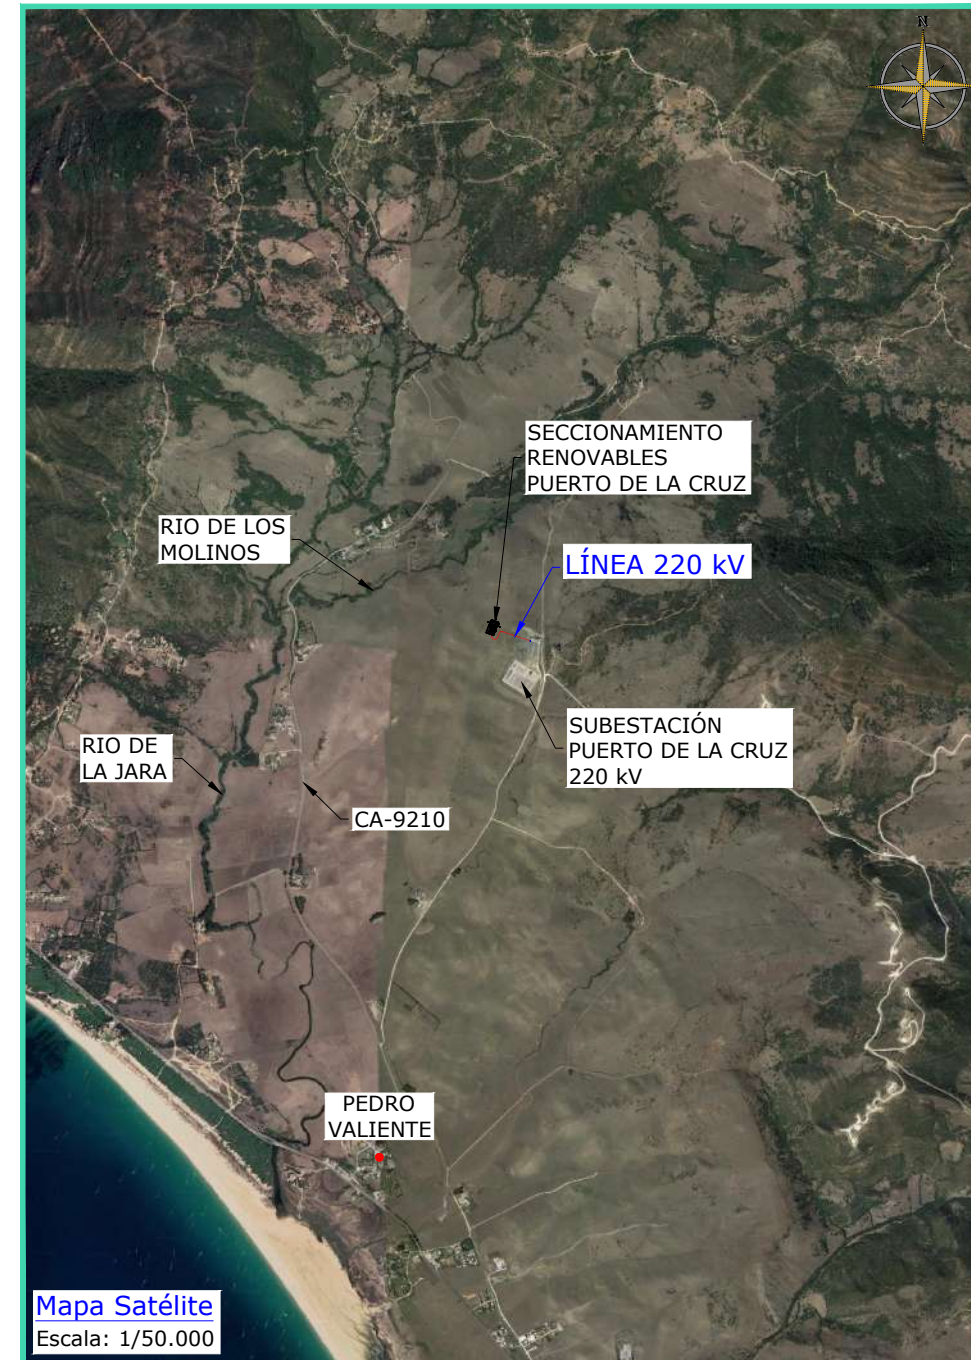 N
SECCIONAMIENTO
RENOVABLES
PUERTO DE LA CRUZ
RIO DE LOS
MOLINOS
LÍNEA 220 kV
SUBESTACIÓN
PUERTO DE LA CRUZ
220 kV
RIO DE
LA JARA
CA-9210
PEDRO
VALIENTE
Mapa Satélite
Escala: 1/50.000